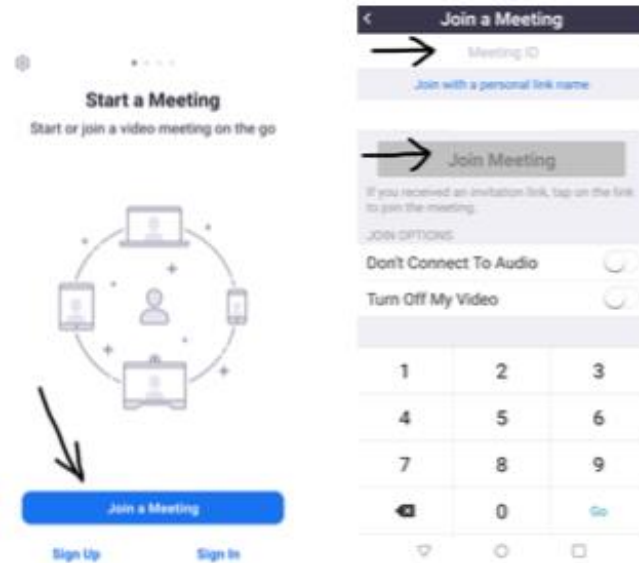 Start a Meeting
Start or join a video meeting on the go
Join a Meeting
Sign Up
Sign In
Join a Meeting
Meeting ID
Join with a personal link name
Join Meeting
If you received an invitation link, tap on the link
to join the meeting.
JOIN OPTIONS
Don't Connect To Audio
Turn Off My Video
1 2 3
4 5 6
7 8 9
0 Go